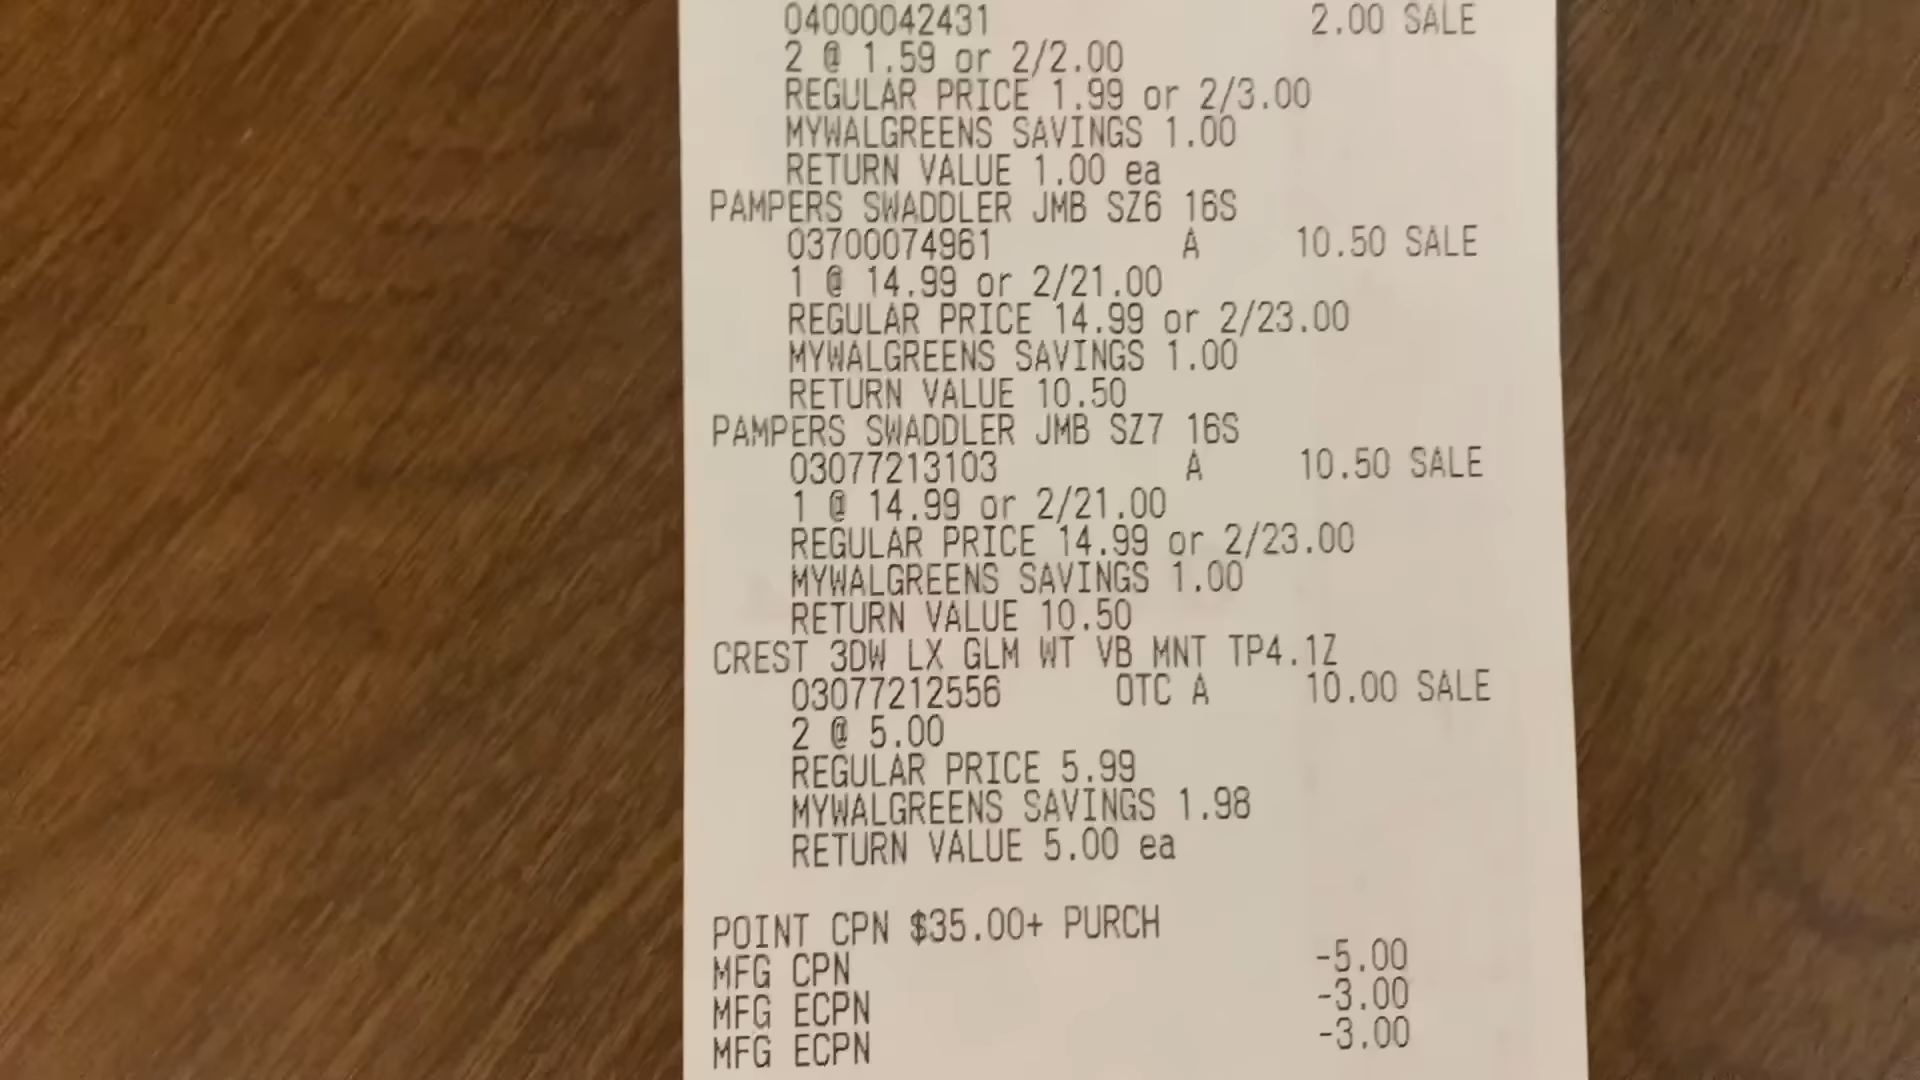 04000042431 2.00 SALE
2 @ 1.59 or 2/2.00
REGULAR PRICE 1.99 or 2/3.00
MYWALGREENS SAVINGS 1.00
RETURN VALUE 1.00 ea
PAMPERS SWADDLER JMB SZ6 16S
03700074961 A 10.50 SALE
1 @ 14.99 or 2/21.00
REGULAR PRICE 14.99 or 2/23.00
MYWALGREENS SAVINGS 1.00
RETURN VALUE 10.50
PAMPERS SWADDLER JMB SZ7 16S
03077213103 A 10.50 SALE
1 @ 14.99 or 2/21.00
REGULAR PRICE 14.99 or 2/23.00
MYWALGREENS SAVINGS 1.00
RETURN VALUE 10.50
CREST 3DW LX GLM WT VB MNT TP4.1Z
03077212556 OTC A 10.00 SALE
2 @ 5.00
REGULAR PRICE 5.99
MYWALGREENS SAVINGS 1.98
RETURN VALUE 5.00 ea
POINT CPN $35.00+ PURCH
MFG CPN -5.00
MFG ECPN -3.00
MFG ECPN -3.00